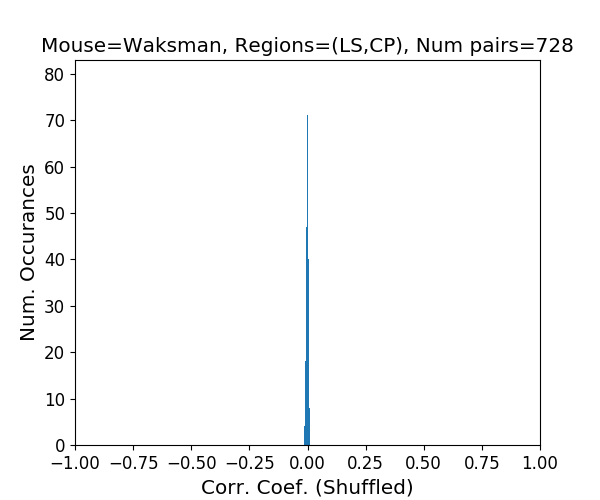 Mouse=Waksman, Regions=(LS,CP), Num pairs=728
80
70
60
50
40
30
20
10
0
Num. Occurances
−1.00 −0.75 −0.50 −0.25 0.00 0.25 0.50 0.75 1.00
Corr. Coef. (Shuffled)